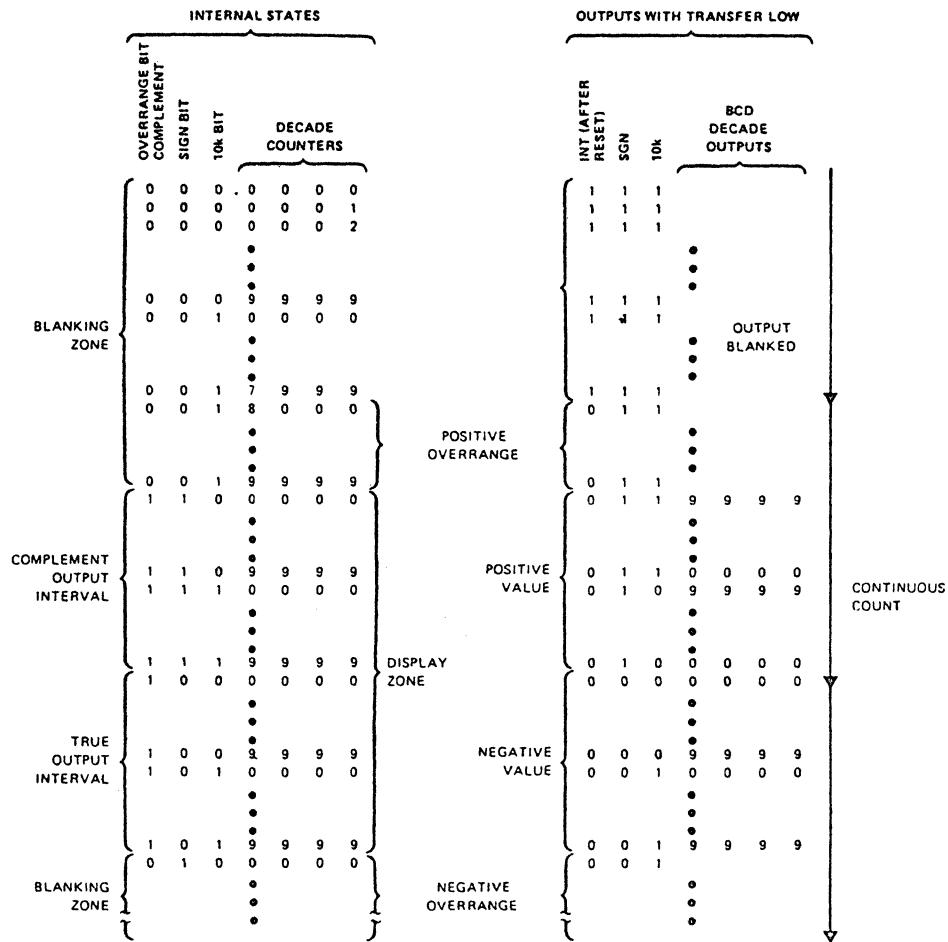 INTERNAL STATES
OUTPUTS WITH TRANSFER LOW
OVERRANGE BIT
COMPLEMENT
SIGN BIT
10k BIT
DECADE
COUNTERS
INT (AFTER
RESET)
SGN
10k
BCD
DECADE
OUTPUTS
0 0 0 0 0 0 0 1 1 1
0 0 0 0 0 0 1 1 1 1
0 0 0 0 0 0 2 1 1 1
0 0 0 9 9 9 9 1 1 1
0 0 1 0 0 0 0 1 1 1
BLANKING
ZONE
OUTPUT
BLANKED
0 0 1 7 9 9 9 1 1 1
0 0 1 8 0 0 0 0 1 1
POSITIVE
OVERRANGE
0 0 1 9 9 9 9 0 1 1
1 1 0 0 0 0 0 0 1 1 9 9 9 9
COMPLEMENT
OUTPUT
INTERVAL
1 1 0 9 9 9 9 0 1 1 0 0 0 0
1 1 1 0 0 0 0 0 1 0 9 9 9 9
POSITIVE
VALUE
CONTINUOUS
COUNT
1 1 1 9 9 9 9 0 1 0 0 0 0 0
1 0 0 0 0 0 0 0 0 0 0 0 0 0
DISPLAY
ZONE
TRUE
OUTPUT
INTERVAL
1 0 0 9 9 9 9 0 0 0 9 9 9 9
1 0 1 0 0 0 0 0 0 1 0 0 0 0
NEGATIVE
VALUE
1 0 1 9 9 9 9 0 0 1 9 9 9 9
0 1 0 0 0 0 0 0 0 1
BLANKING
ZONE
NEGATIVE
OVERRANGE